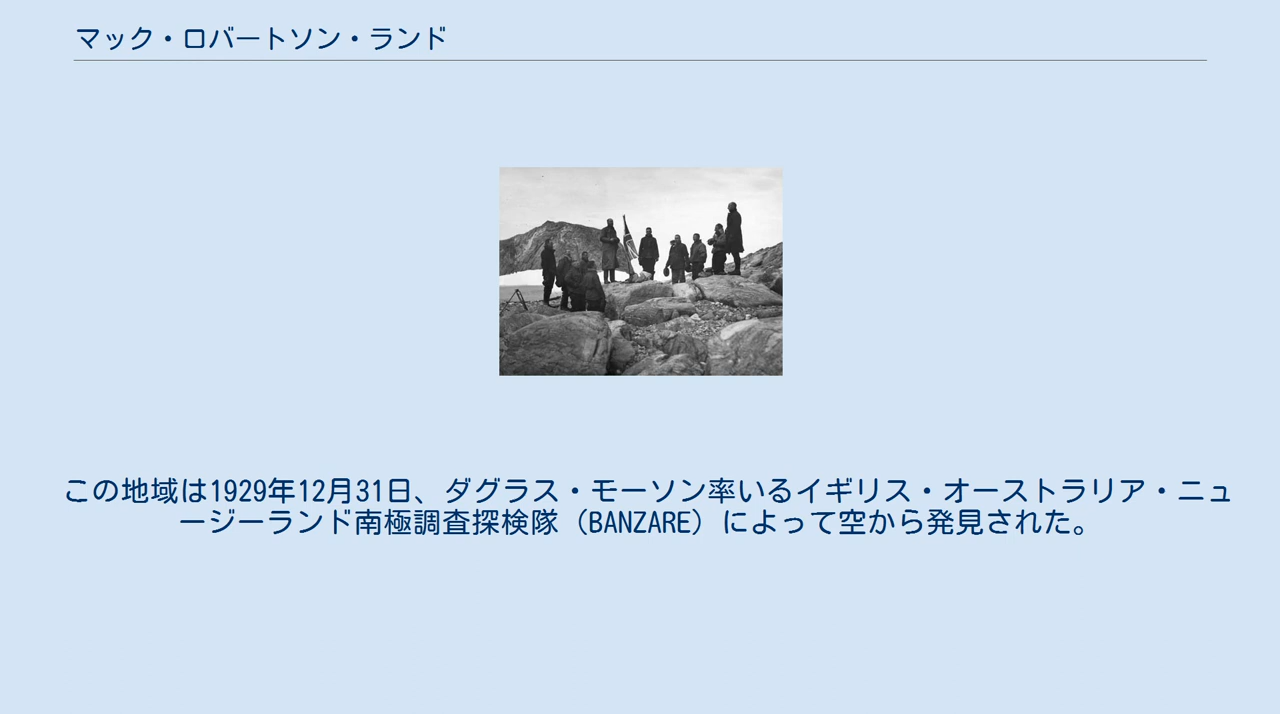 マック・ロバートソン・ランド
この地域は1929年12月31日、ダグラス・モーソン率いるイギリス・オーストラリア・ニュ
ージーランド南極調査探検隊（BANZARE）によって空から発見された。